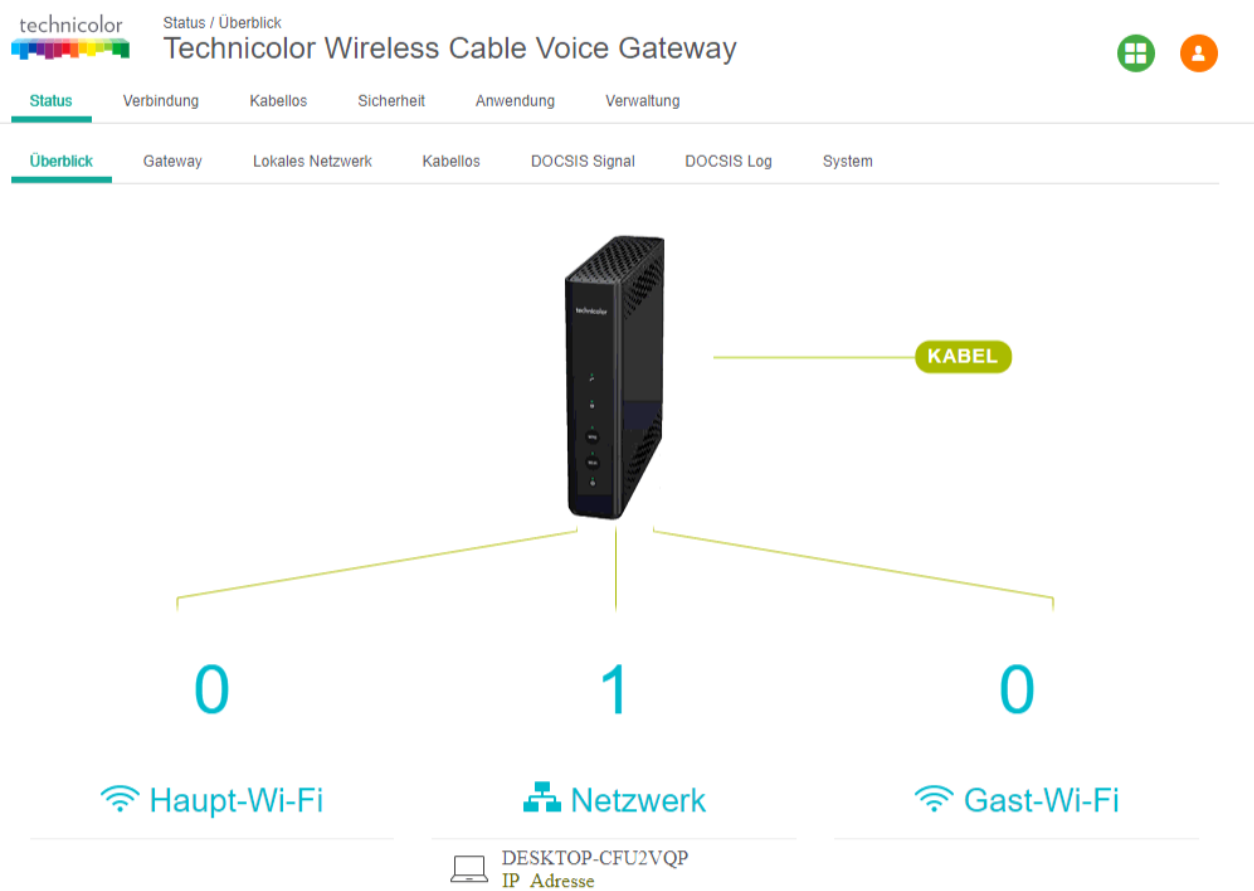 technicolor
Status / Überblick
Technicolor Wireless Cable Voice Gateway
Status Verbindung Kabellos Sicherheit Anwendung Verwaltung
Überblick Gateway Lokales Netzwerk Kabellos DOCSIS Signal DOCSIS Log System
technicolor
KABEL
0 1 0
Haupt-Wi-Fi Netzwerk Gast-Wi-Fi
DESKTOP-CFU2VQP
IP Adresse